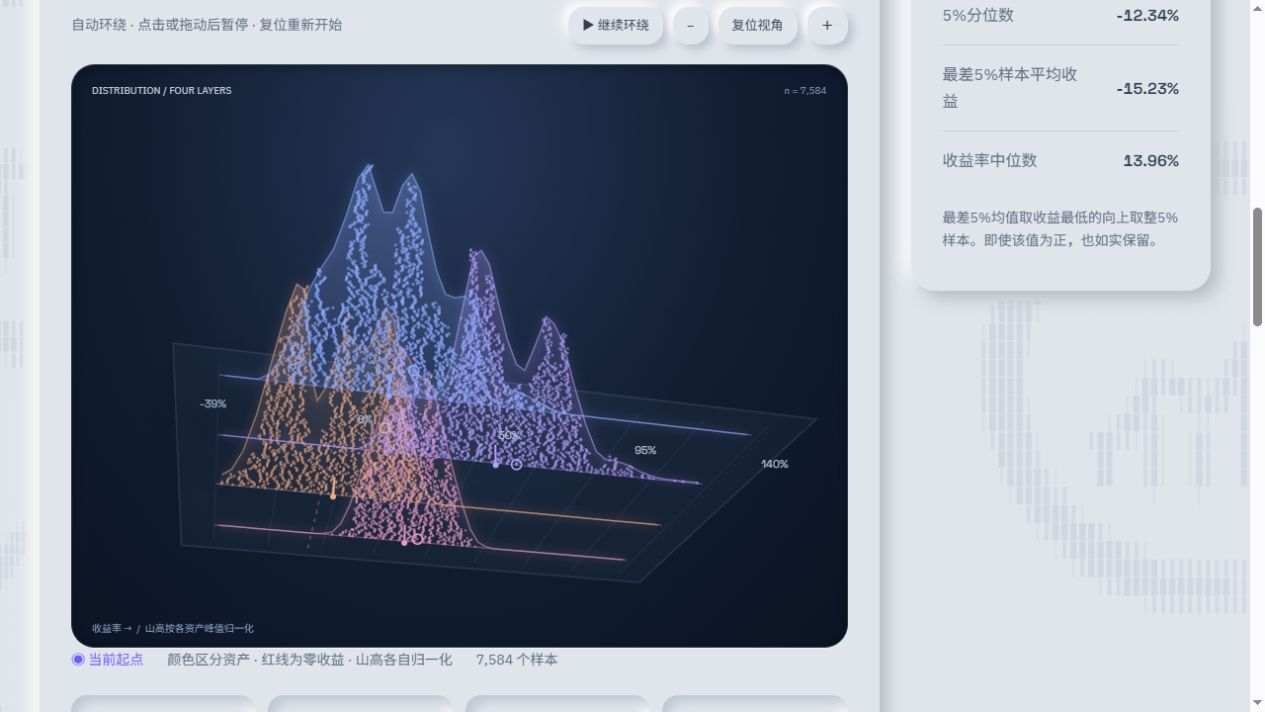 自动环绕 · 点击或拖动后暂停 · 复位重新开始
▶ 继续环绕
−
复位视角
+
DISTRIBUTION / FOUR LAYERS
n = 7,584
-39%
6%
50%
95%
140%
收益率 → / 山高按各资产峰值归一化
◉ 当前起点 颜色区分资产 · 红线为零收益 · 山高各自归一化 7,584 个样本
5%分位数 -12.34%
最差5%样本平均收
益
-15.23%
收益率中位数 13.96%
最差5%均值取收益最低的向上取整5%
样本。即使该值为正，也如实保留。